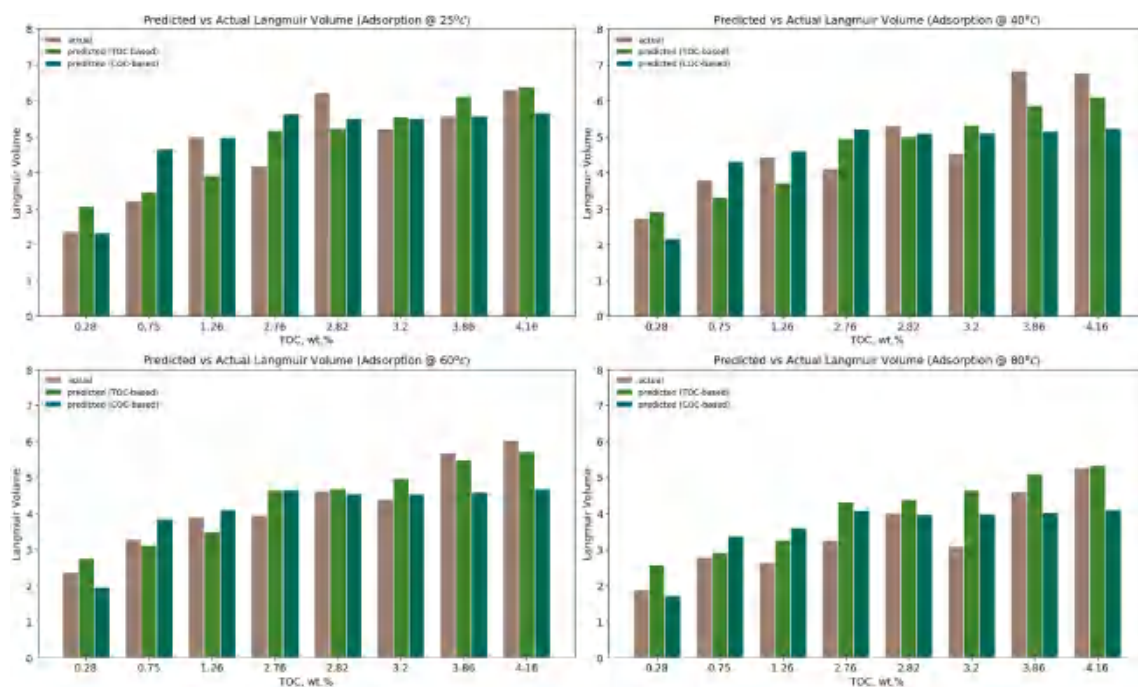 Predicted vs Actual Langmuir Volume (Adsorption @ 25°c)
8
actual
predicted (TOC-based)
predicted (COC-based)
7
6
5
4
3
2
1
0
Langmuir Volume
0.28 0.75 1.26 2.76 2.82 3.2 3.86 4.16
TOC, wt.%
Predicted vs Actual Langmuir Volume (Adsorption @ 40°c)
8
actual
predicted (TOC-based)
predicted (COC-based)
7
6
5
4
3
2
1
0
Langmuir Volume
0.28 0.75 1.26 2.76 2.82 3.2 3.86 4.16
TOC, wt.%
Predicted vs Actual Langmuir Volume (Adsorption @ 60°c)
8
actual
predicted (TOC-based)
predicted (COC-based)
7
6
5
4
3
2
1
0
Langmuir Volume
0.28 0.75 1.26 2.76 2.82 3.2 3.86 4.16
TOC, wt.%
Predicted vs Actual Langmuir Volume (Adsorption @ 80°c)
8
actual
predicted (TOC-based)
predicted (COC-based)
7
6
5
4
3
2
1
0
Langmuir Volume
0.28 0.75 1.26 2.76 2.82 3.2 3.86 4.16
TOC, wt.%